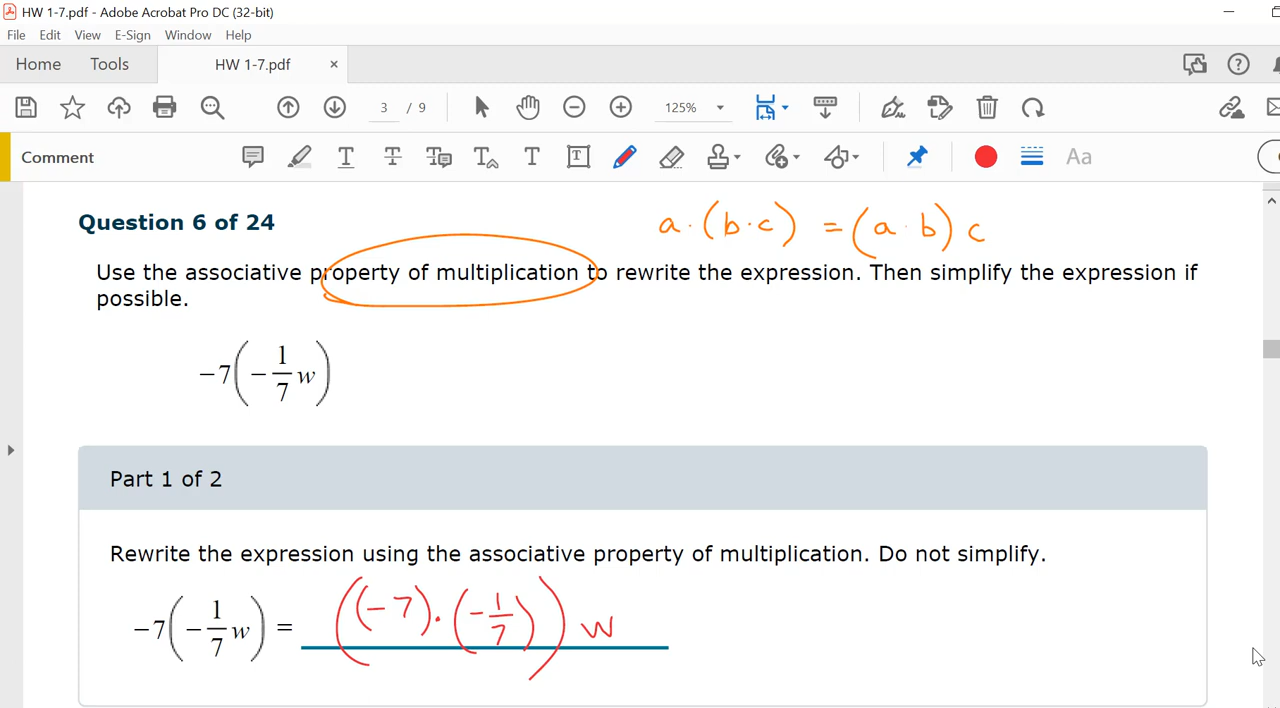 HW 1-7.pdf - Adobe Acrobat Pro DC (32-bit)
File Edit View E-Sign Window Help
Home Tools HW 1-7.pdf ×
3 / 9 125%
Comment T T T T T T Aa
Question 6 of 24
a · (b · c) = (a · b) c
Use the associative property of multiplication to rewrite the expression. Then simplify the expression if
possible.
−7(−1/7 w)
Part 1 of 2
Rewrite the expression using the associative property of multiplication. Do not simplify.
−7(−1/7 w) = ((−7) · (−1/7)) w